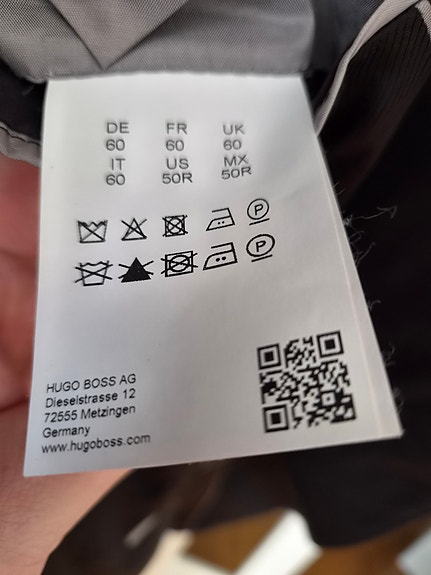 DE FR UK
60 60 60
IT US MX
60 50R 50R
P
P
HUGO BOSS AG
Dieselstrasse 12
72555 Metzingen
Germany
www.hugoboss.com